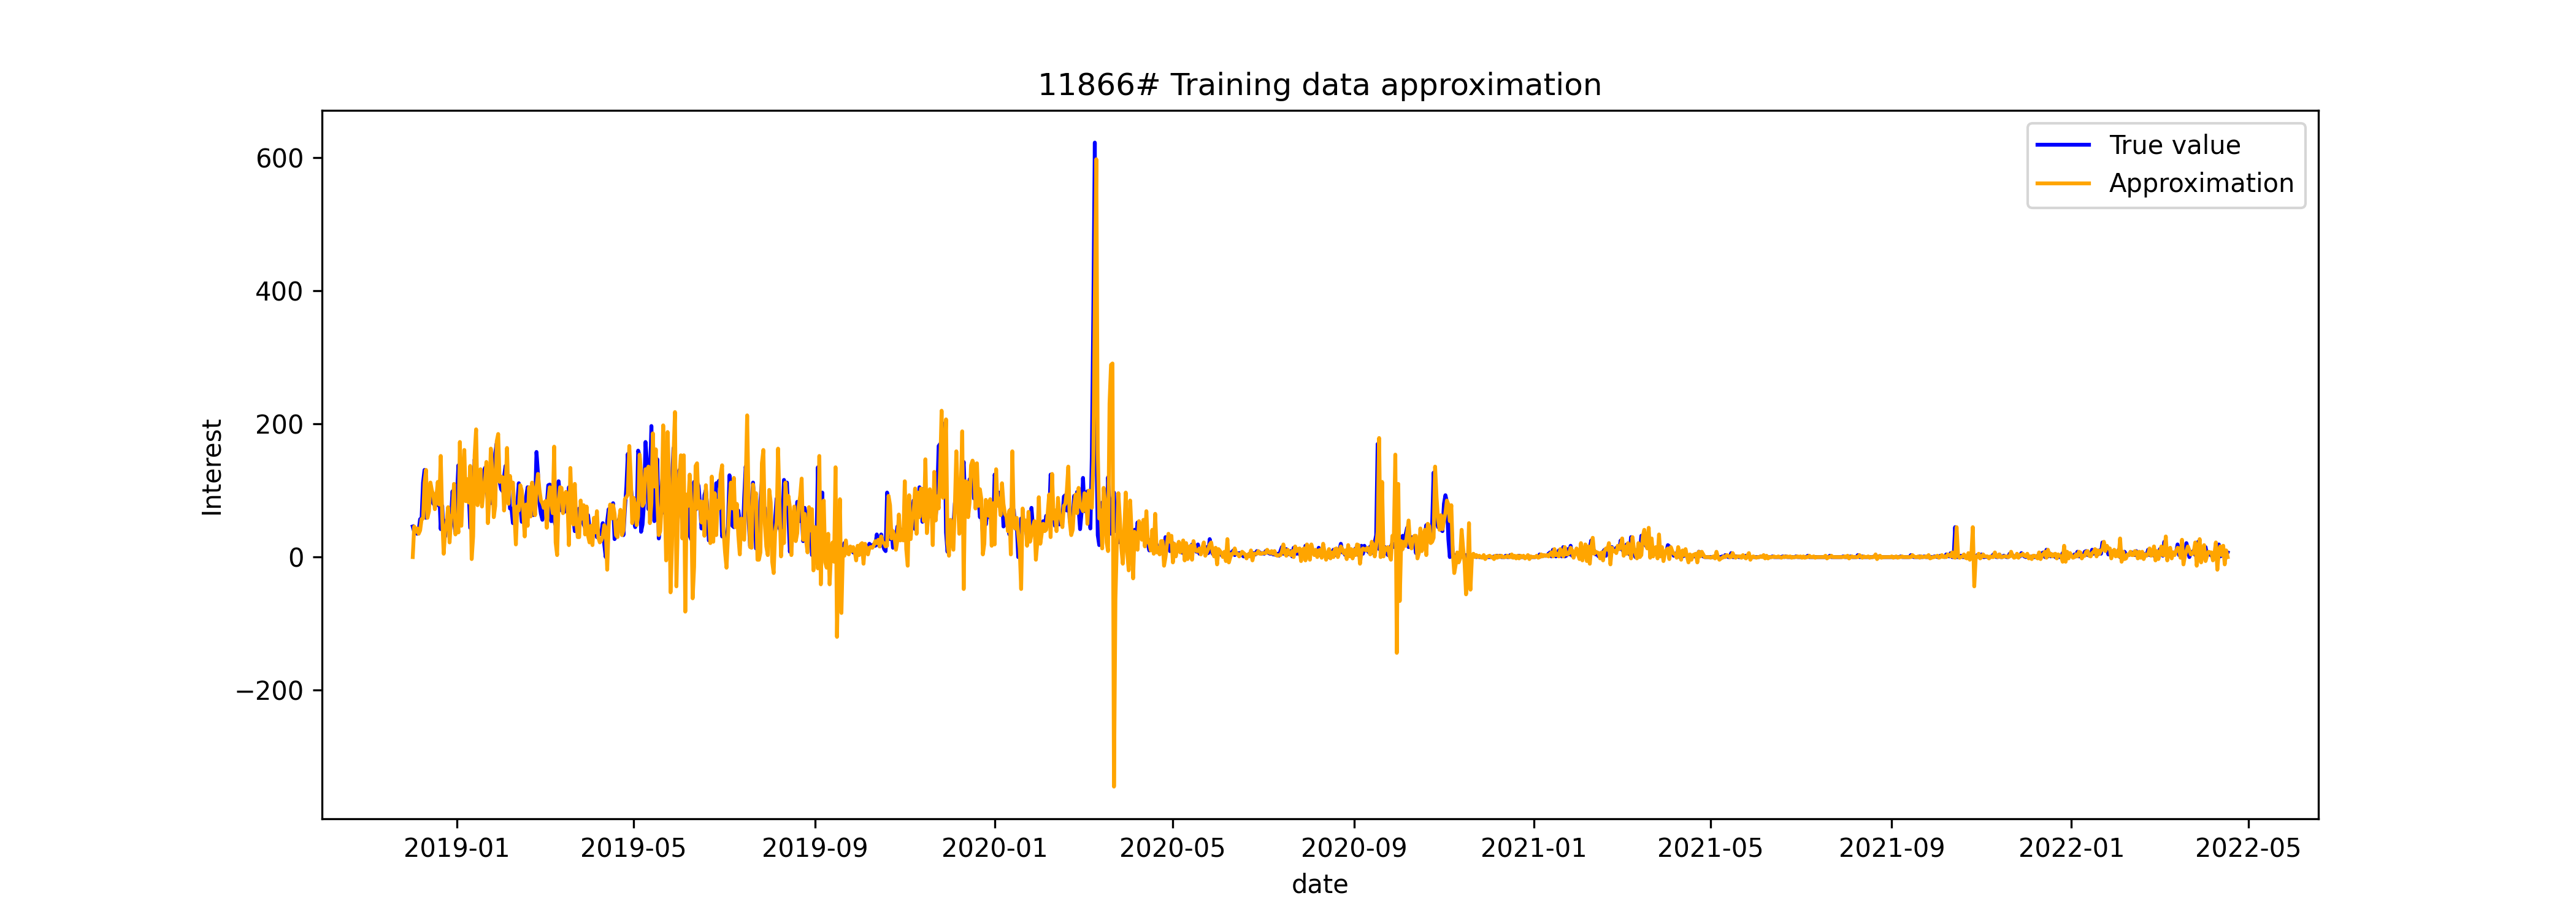 11866# Training data approximation
True value
Approximation
Interest
600
400
200
0
−200
2019-01 2019-05 2019-09 2020-01 2020-05 2020-09 2021-01 2021-05 2021-09 2022-01 2022-05
date